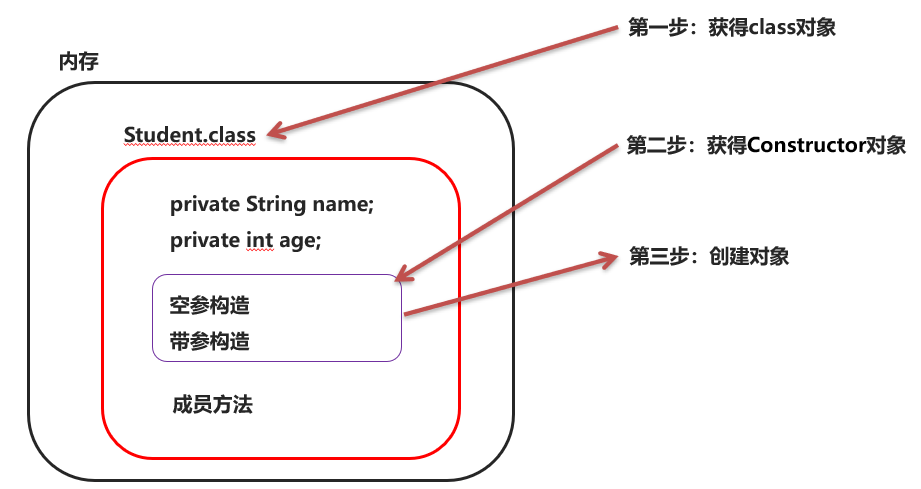 第一步：获得class对象
内存
Student.class
第二步：获得Constructor对象
private String name;
private int age;
第三步：创建对象
空参构造
带参构造
成员方法